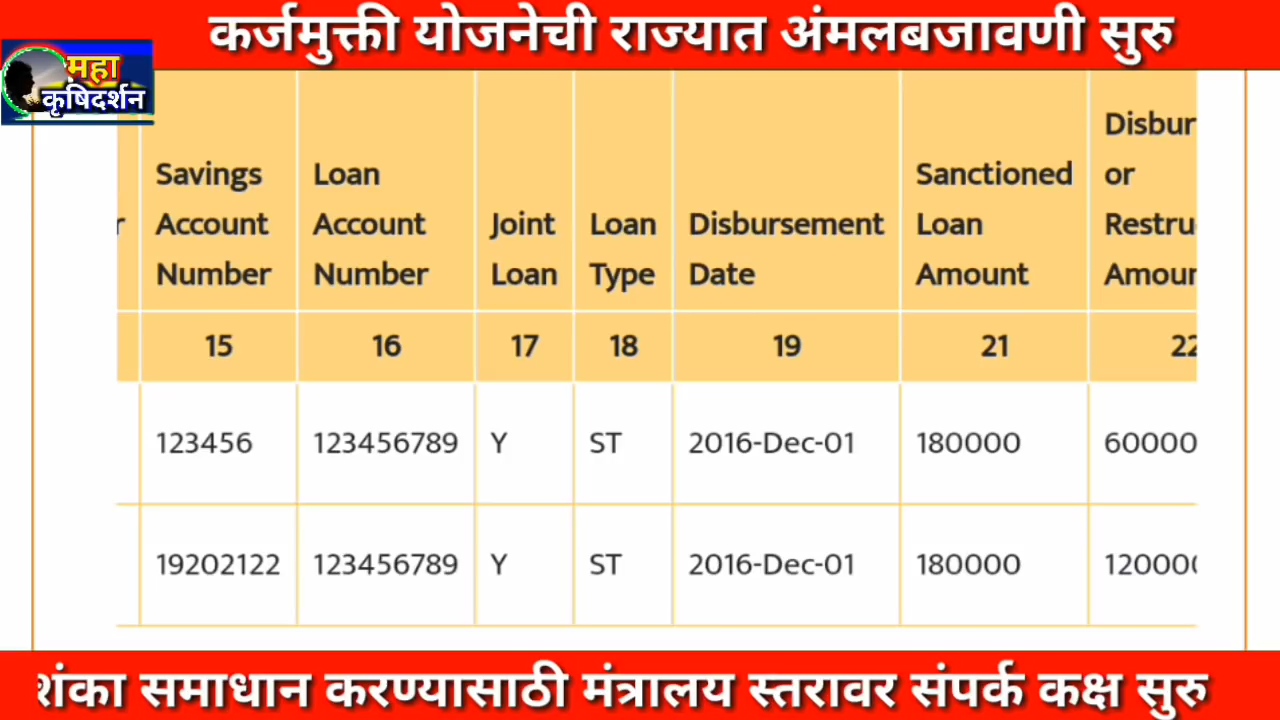 कर्जमुक्ती योजनेची राज्यात अंमलबजावणी सुरु
महा
कृषिदर्शन
Disbur
Savings Loan Sanctioned or
r Account Account Joint Loan Disbursement Loan Restru
Number Number Loan Type Date Amount Amour
15 16 17 18 19 21 22
123456 123456789 Y ST 2016-Dec-01 180000 60000
19202122 123456789 Y ST 2016-Dec-01 180000 12000
शंका समाधान करण्यासाठी मंत्रालय स्तरावर संपर्क कक्ष सुरु